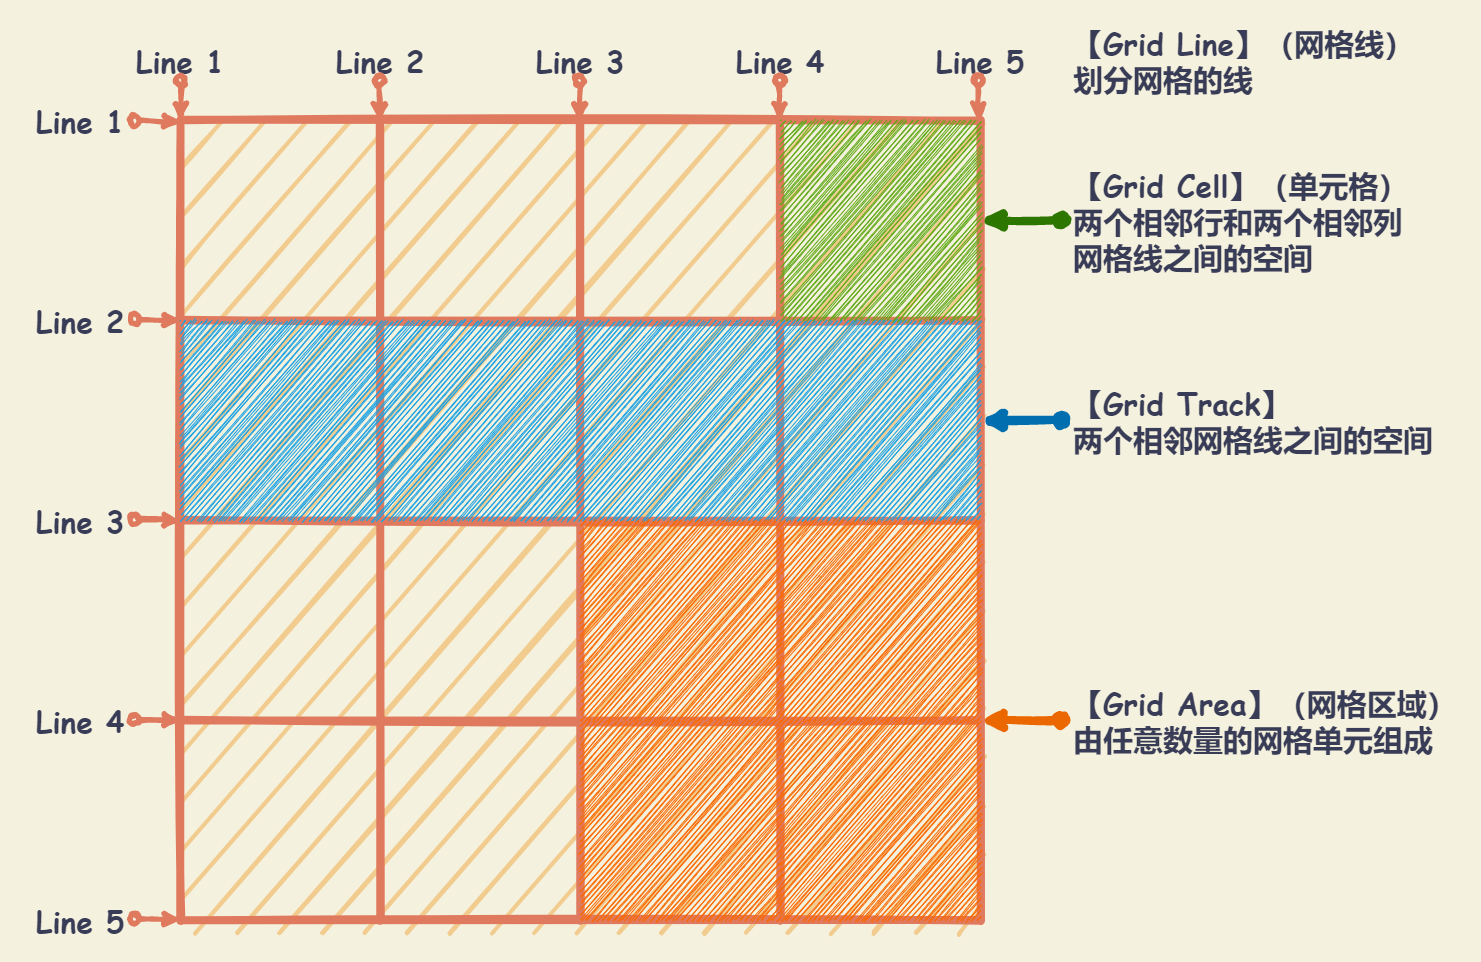 Line 1
Line 2
Line 3
Line 4
Line 5
Line 1
Line 2
Line 3
Line 4
Line 5
【Grid Line】(网格线)
划分网格的线
【Grid Cell】(单元格)
两个相邻行和两个相邻列
网格线之间的空间
【Grid Track】
两个相邻网格线之间的空间
【Grid Area】(网格区域)
由任意数量的网格单元组成